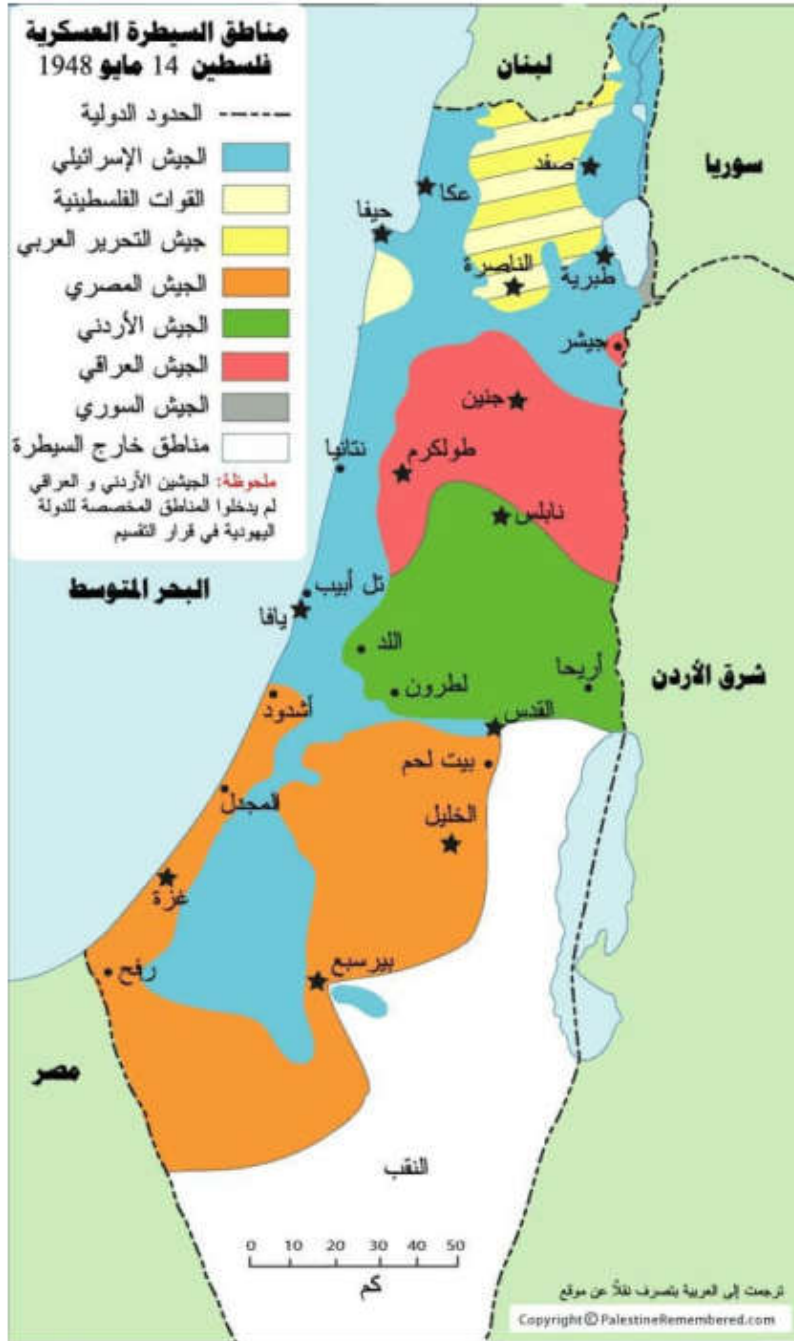 مناطق السيطرة العسكرية
فلسطين 14 مايو 1948
الحدود الدولية
الجيش الإسرائيلي
القوات الفلسطينية
جيش التحرير العربي
الجيش المصري
الجيش الأردني
الجيش العراقي
الجيش السوري
مناطق خارج السيطرة
ملحوظة: الجيشين الأردني و العراقي
لم يدخلوا المناطق المخصصة للدولة
اليهودية في قرار التقسيم
لبنان
سوريا
صفد
عكا
حيفا
طبرية
الناصرة
جيشر
جنين
طولكرم
نتانيا
نابلس
البحر المتوسط
تل أبيب
يافا
اللد
أريحا
لطرون
شرق الأردن
أشدود
القدس
بيت لحم
المجدل
الخليل
غزة
بيرسبع
رفح
مصر
النقب
0 10 20 30 40 50
كم
ترجمت إلى العربية بتصرف نقلاً عن موقع
Copyright © PalestineRemembered.com